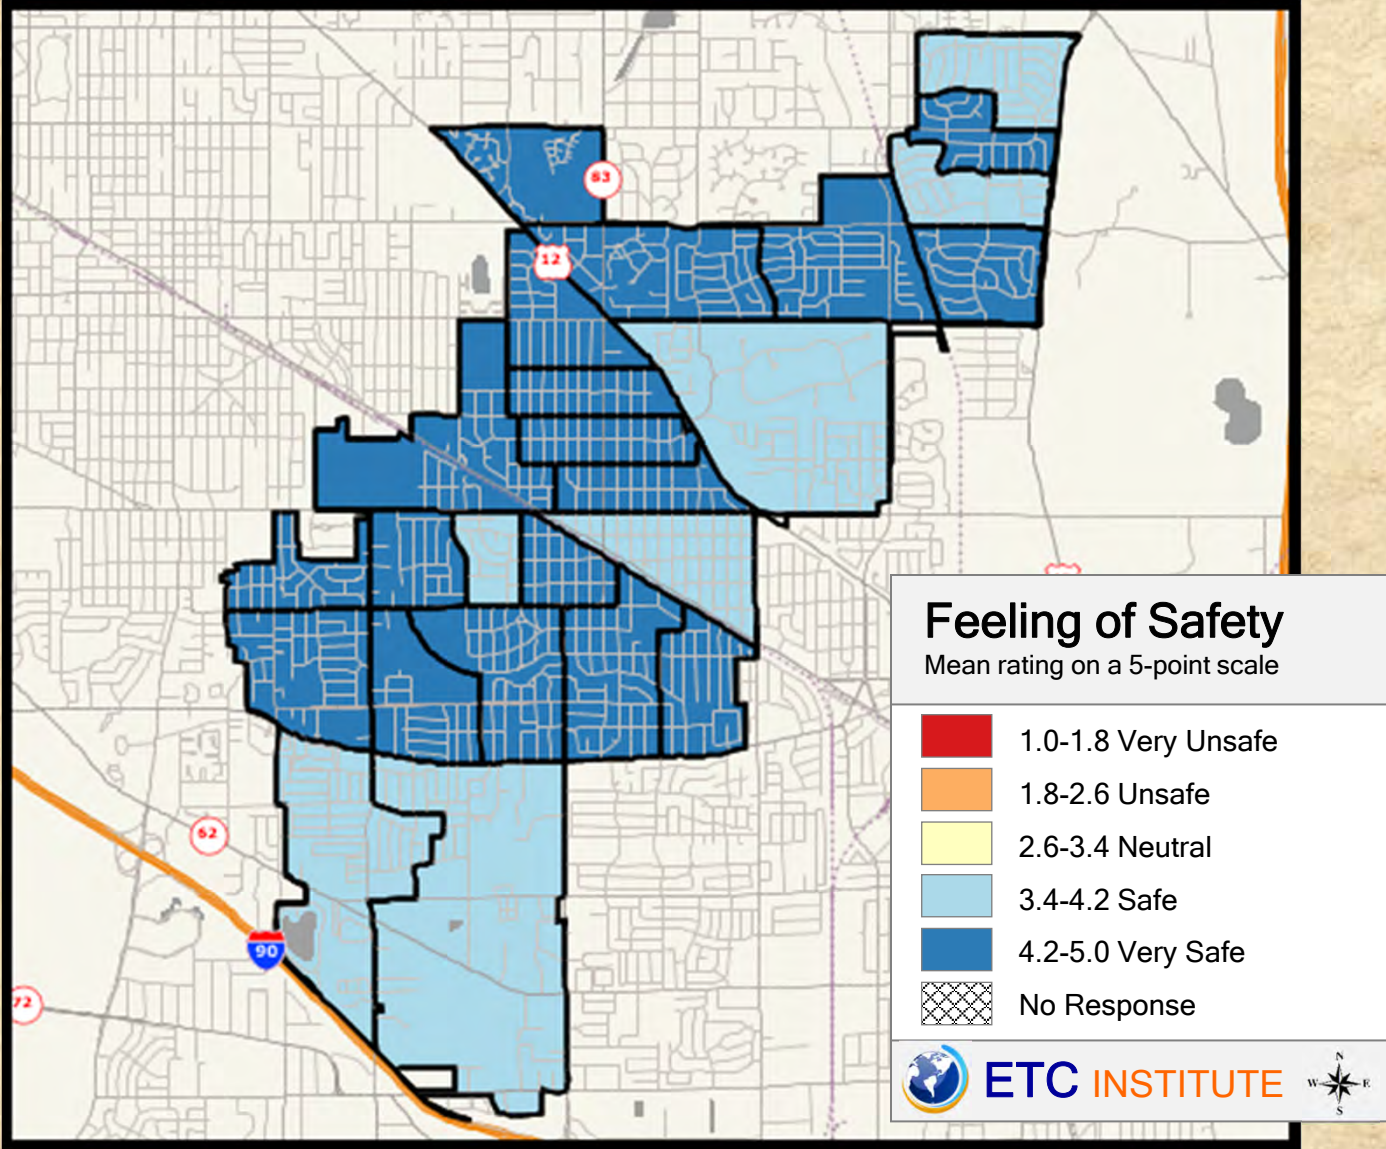 83
12
62
90
72
Feeling of Safety
Mean rating on a 5-point scale
1.0-1.8 Very Unsafe
1.8-2.6 Unsafe
2.6-3.4 Neutral
3.4-4.2 Safe
4.2-5.0 Very Safe
No Response
ETC INSTITUTE
N
W E
S